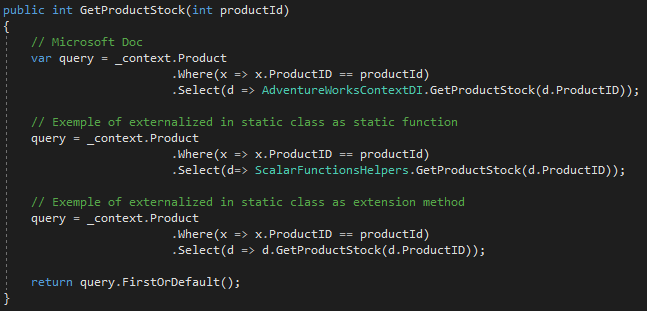 public int GetProductStock(int productId)
{
// Microsoft Doc
var query = _context.Product
.Where(x => x.ProductID == productId)
.Select(d => AdventureWorksContextDI.GetProductStock(d.ProductID));
// Exemple of externalized in static class as static function
query = _context.Product
.Where(x => x.ProductID == productId)
.Select(d=> ScalarFunctionsHelpers.GetProductStock(d.ProductID));
// Exemple of externalized in static class as extension method
query = _context.Product
.Where(x => x.ProductID == productId)
.Select(d => d.GetProductStock(d.ProductID));
return query.FirstOrDefault();
}